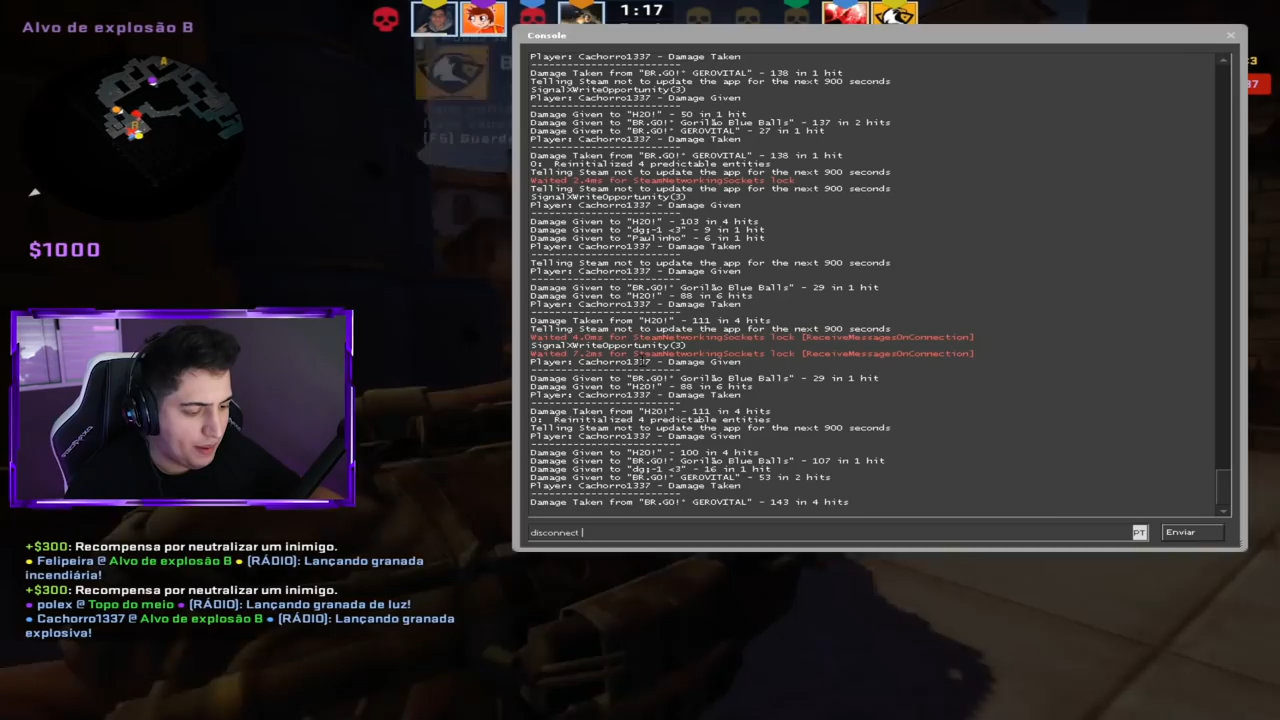 Alvo de explosão B
A
B
$1000
1:17
Console
Player: Cachorro1337 - Damage Taken
-------------------------
Damage Taken from "BR.GO!* GEROVITAL" - 138 in 1 hit
Telling Steam not to update the app for the next 900 seconds
SignalXWriteOpportunity(3)
Player: Cachorro1337 - Damage Given
-------------------------
Damage Given to "H2O!" - 50 in 1 hit
Damage Given to "BR.GO!* Gorilão Blue Balls" - 137 in 2 hits
Damage Given to "BR.GO!* GEROVITAL" - 27 in 1 hit
Player: Cachorro1337 - Damage Taken
-------------------------
Damage Taken from "BR.GO!* GEROVITAL" - 138 in 1 hit
0:  Reinitialized 4 predictable entities
Telling Steam not to update the app for the next 900 seconds
Waited 2.4ms for SteamNetworkingSockets lock
Telling Steam not to update the app for the next 900 seconds
SignalXWriteOpportunity(3)
Player: Cachorro1337 - Damage Given
-------------------------
Damage Given to "H2O!" - 103 in 4 hits
Damage Given to "dg;-1 <3" - 9 in 1 hit
Damage Given to "Paulinho" - 6 in 1 hit
Player: Cachorro1337 - Damage Taken
-------------------------
Telling Steam not to update the app for the next 900 seconds
Player: Cachorro1337 - Damage Given
-------------------------
Damage Given to "BR.GO!* Gorilão Blue Balls" - 29 in 1 hit
Damage Given to "H2O!" - 88 in 6 hits
Player: Cachorro1337 - Damage Taken
-------------------------
Damage Taken from "H2O!" - 111 in 4 hits
Telling Steam not to update the app for the next 900 seconds
Waited 4.0ms for SteamNetworkingSockets lock [ReceiveMessagesOnConnection]
SignalXWriteOpportunity(3)
Waited 7.2ms for SteamNetworkingSockets lock [ReceiveMessagesOnConnection]
Player: Cachorro1337 - Damage Given
-------------------------
Damage Given to "BR.GO!* Gorilão Blue Balls" - 29 in 1 hit
Damage Given to "H2O!" - 88 in 6 hits
Player: Cachorro1337 - Damage Taken
-------------------------
Damage Taken from "H2O!" - 111 in 4 hits
0:  Reinitialized 4 predictable entities
Telling Steam not to update the app for the next 900 seconds
Player: Cachorro1337 - Damage Given
-------------------------
Damage Given to "H2O!" - 100 in 4 hits
Damage Given to "BR.GO!* Gorilão Blue Balls" - 107 in 1 hit
Damage Given to "dg;-1 <3" - 16 in 1 hit
Damage Given to "BR.GO!* GEROVITAL" - 53 in 2 hits
Player: Cachorro1337 - Damage Taken
-------------------------
Damage Taken from "BR.GO!* GEROVITAL" - 143 in 4 hits
disconnect
PT
Enviar
+$300: Recompensa por neutralizar um inimigo.
● Felipeira @ Alvo de explosão B ● (RÁDIO): Lançando granada
incendiária!
+$300: Recompensa por neutralizar um inimigo.
● polex @ Topo do meio ● (RÁDIO): Lançando granada de luz!
● Cachorro1337 @ Alvo de explosão B ● (RÁDIO): Lançando granada
explosiva!